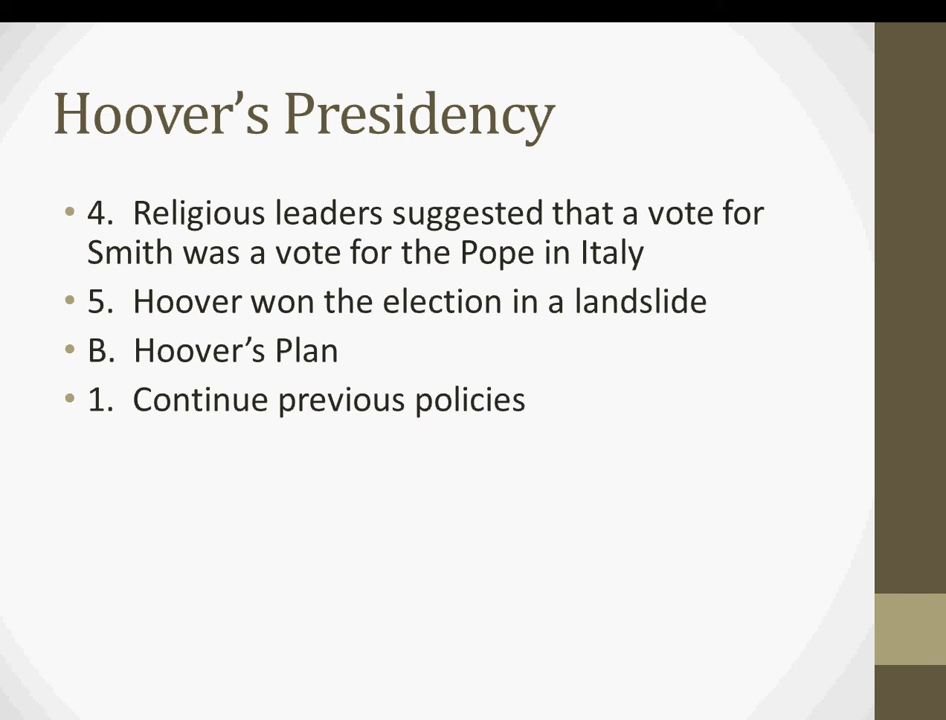 Hoover’s Presidency
• 4. Religious leaders suggested that a vote for
Smith was a vote for the Pope in Italy
• 5. Hoover won the election in a landslide
• B. Hoover’s Plan
• 1. Continue previous policies